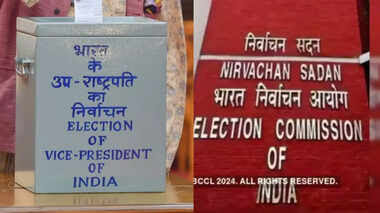 भारत
के
उप-राष्ट्रपति
का
निर्वाचन
ELECTION
OF
VICE-PRESIDENT OF
INDIA
निर्वाचन सदन
NIRVACHAN SADAN
भारत निर्वाचन आयोग
ELECTION COMMISSION
OF
INDIA
BCCL 2024. ALL RIGHTS RESERVED.